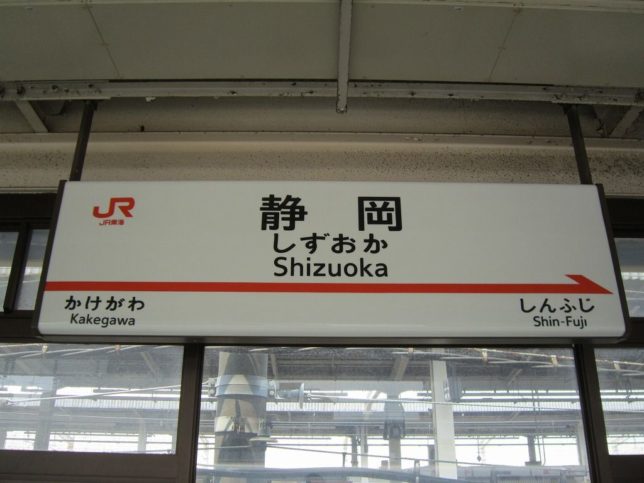 JR
JR東海
静岡
しずおか
Shizuoka
かけがわ
Kakegawa
しんふじ
Shin-Fuji